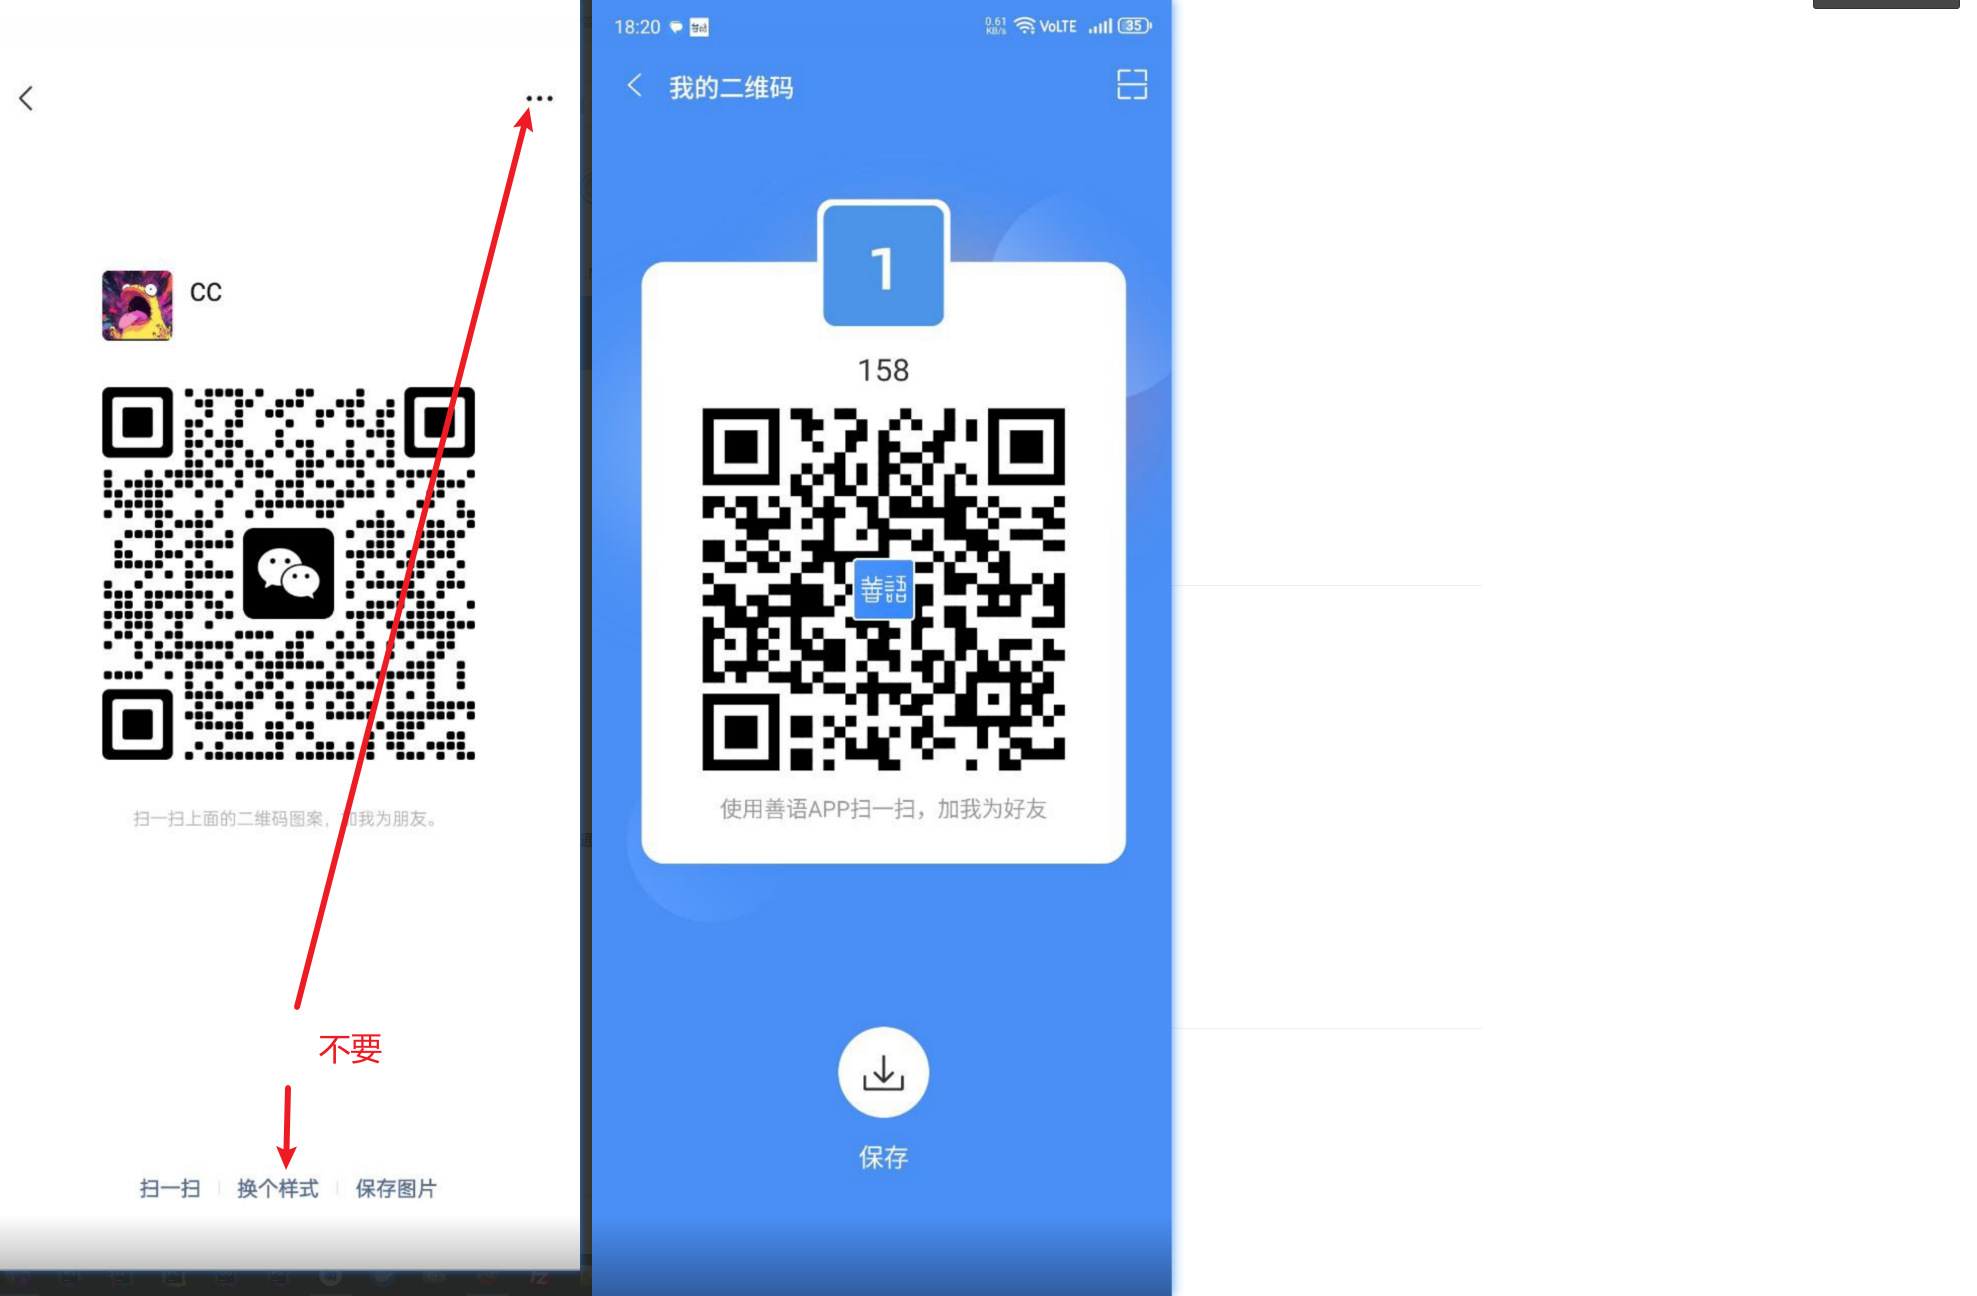 CC
扫一扫上面的二维码图案，加我为朋友。
不要
扫一扫
换个样式
保存图片
18:20
0.61
KB/s
VoLTE
35
我的二维码
1
158
善語
使用善语APP扫一扫，加我为好友
保存